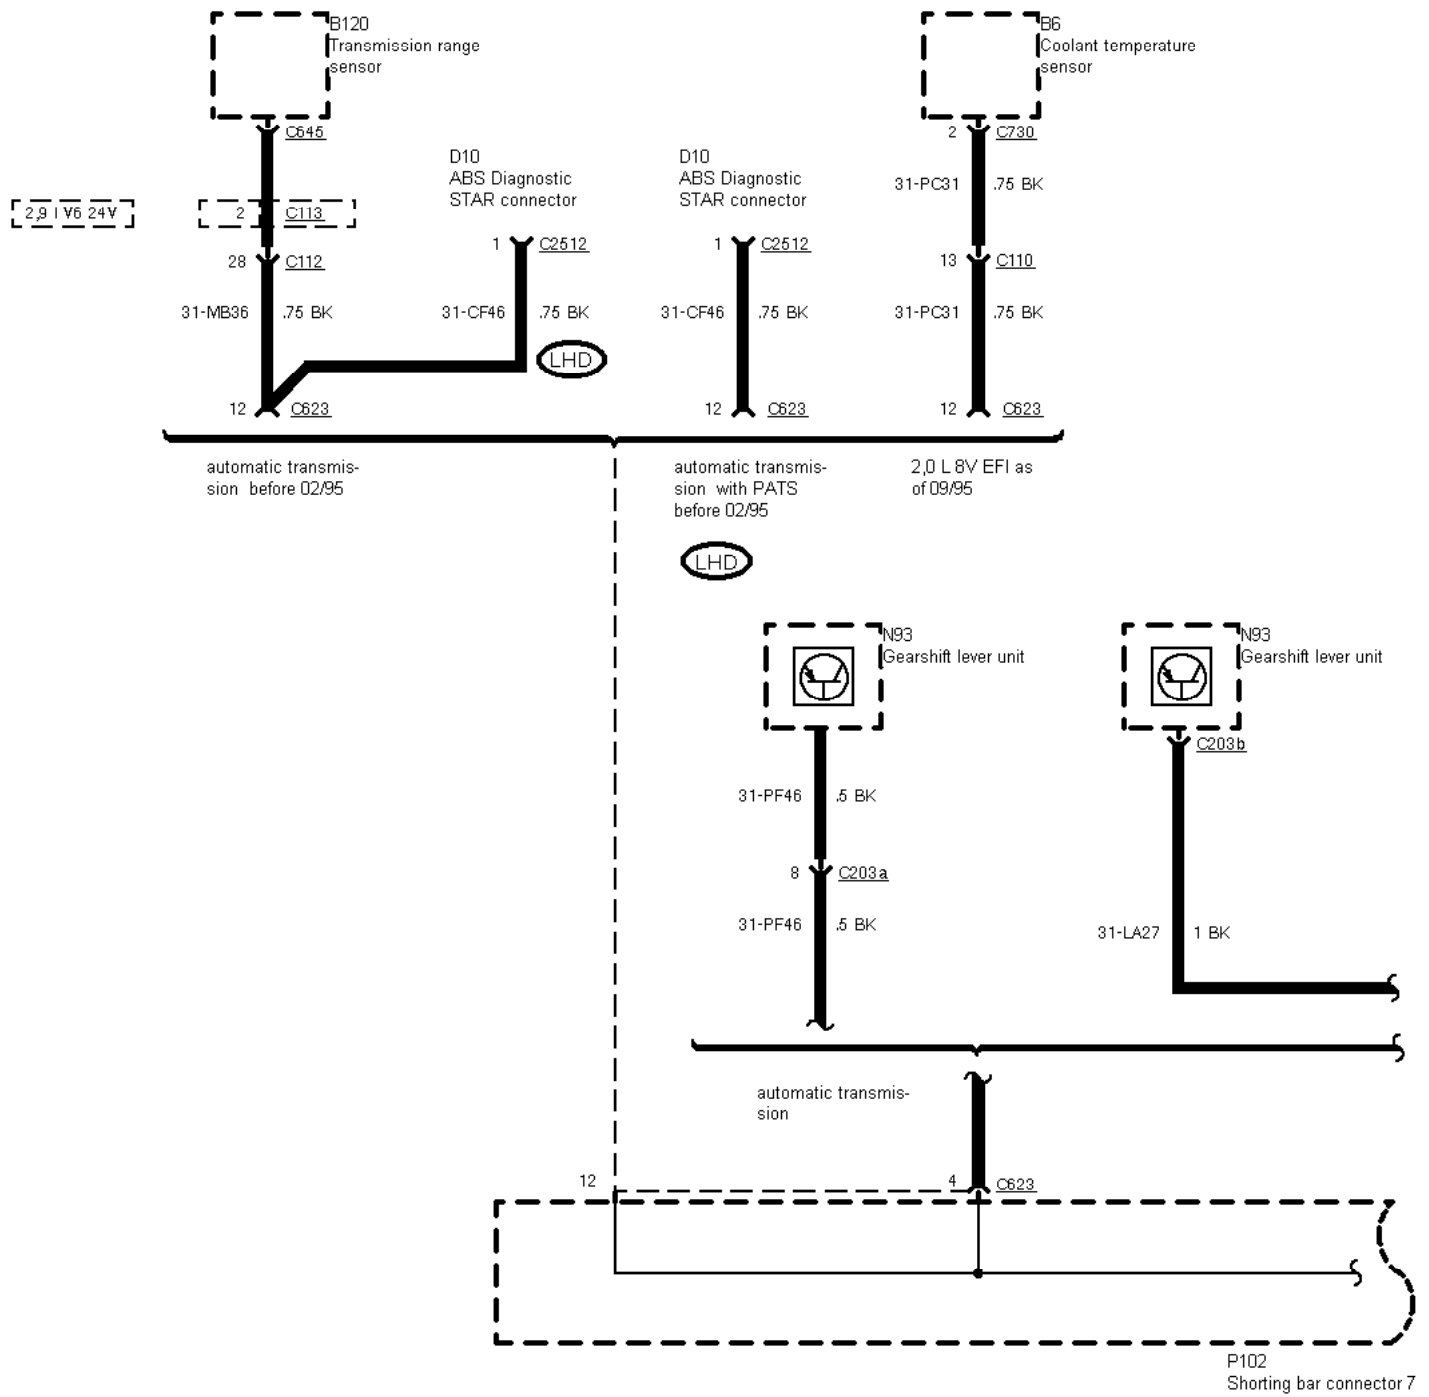 B120
Transmission range
sensor
B6
Coolant temperature
sensor
C645
2 C730
D10
ABS Diagnostic
STAR connector
D10
ABS Diagnostic
STAR connector
31-PC31 .75 BK
2,9 l V6 24V
2 C113
1 C2512
1 C2512
28 C112
13 C110
31-MB36 .75 BK
31-CF46 .75 BK
31-CF46 .75 BK
31-PC31 .75 BK
LHD
12 C623
12 C623
12 C623
automatic transmis-
sion before 02/95
automatic transmis-
sion with PATS
before 02/95
2,0 L 8V EFI as
of 09/95
LHD
N93
Gearshift lever unit
N93
Gearshift lever unit
C203b
31-PF46 .5 BK
8 C203a
31-PF46 .5 BK
31-LA27 1 BK
automatic transmis-
sion
12
4 C623
P102
Shorting bar connector 7